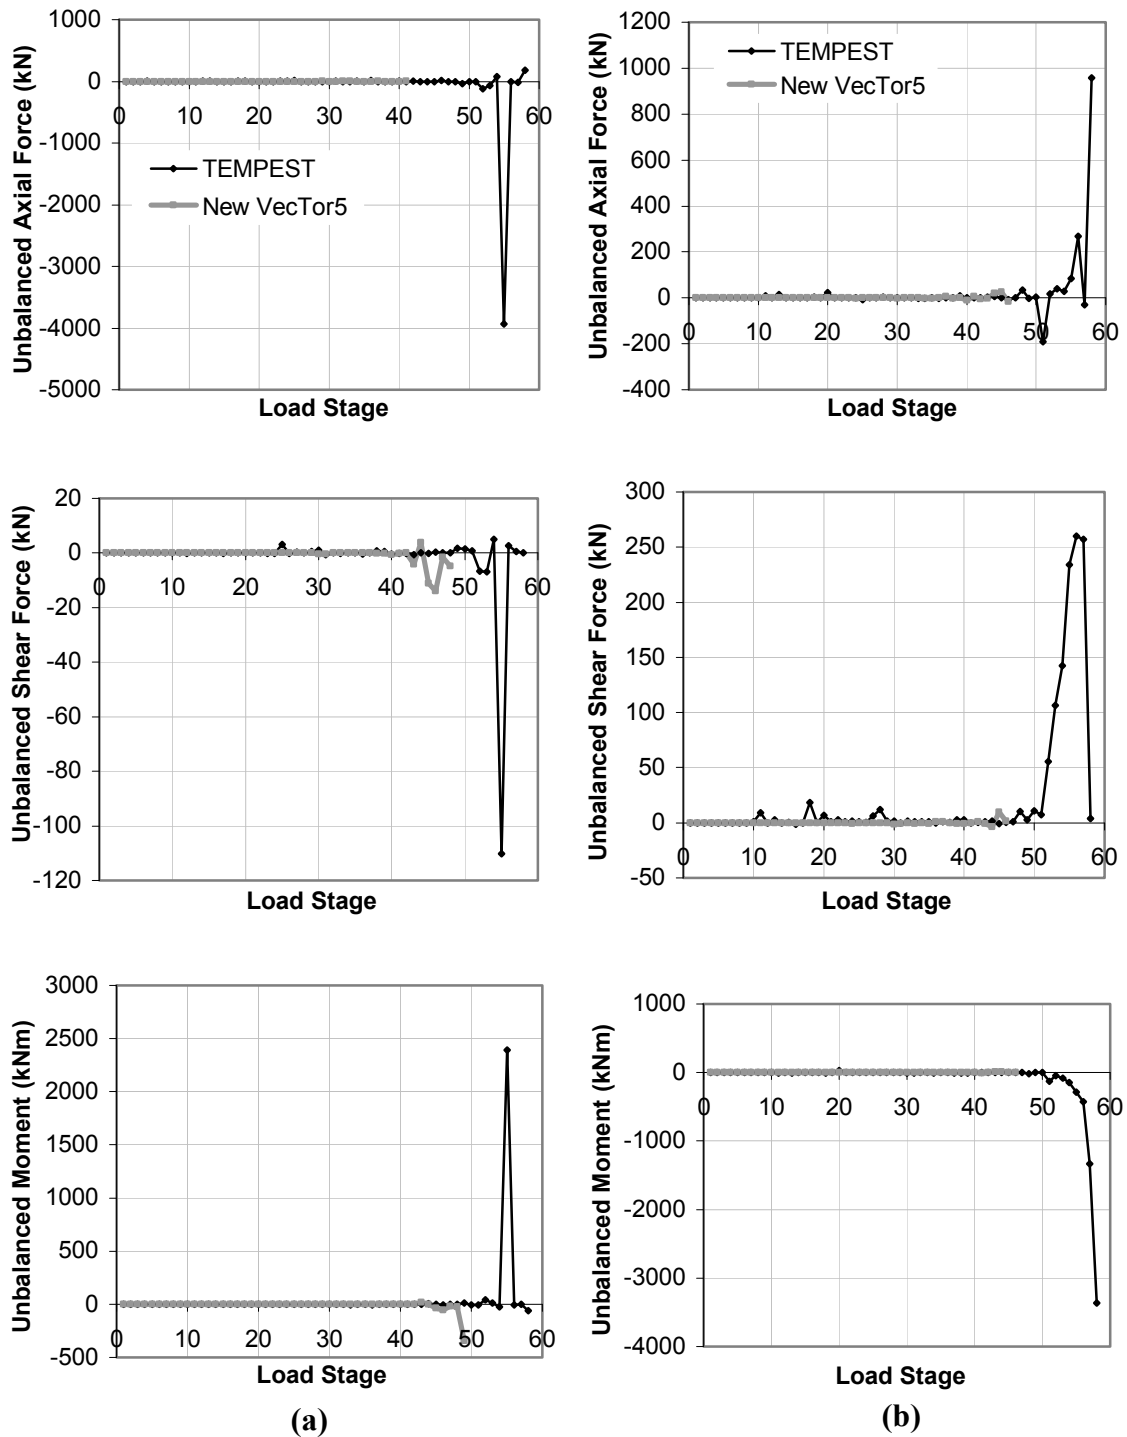 Unbalanced Axial Force (kN)
1000
0
-1000
-2000
-3000
-4000
-5000
0 10 20 30 40 50 60
TEMPEST
New VecTor5
Load Stage
Unbalanced Axial Force (kN)
1200
1000
800
600
400
200
0
-200
-400
0 10 20 30 40 50 60
TEMPEST
New VecTor5
Load Stage
Unbalanced Shear Force (kN)
20
0
-20
-40
-60
-80
-100
-120
0 10 20 30 40 50 60
Load Stage
Unbalanced Shear Force (kN)
300
250
200
150
100
50
0
-50
0 10 20 30 40 50 60
Load Stage
Unbalanced Moment (kNm)
3000
2500
2000
1500
1000
500
0
-500
0 10 20 30 40 50 60
Load Stage
(a)
Unbalanced Moment (kNm)
1000
0
-1000
-2000
-3000
-4000
0 10 20 30 40 50 60
Load Stage
(b)